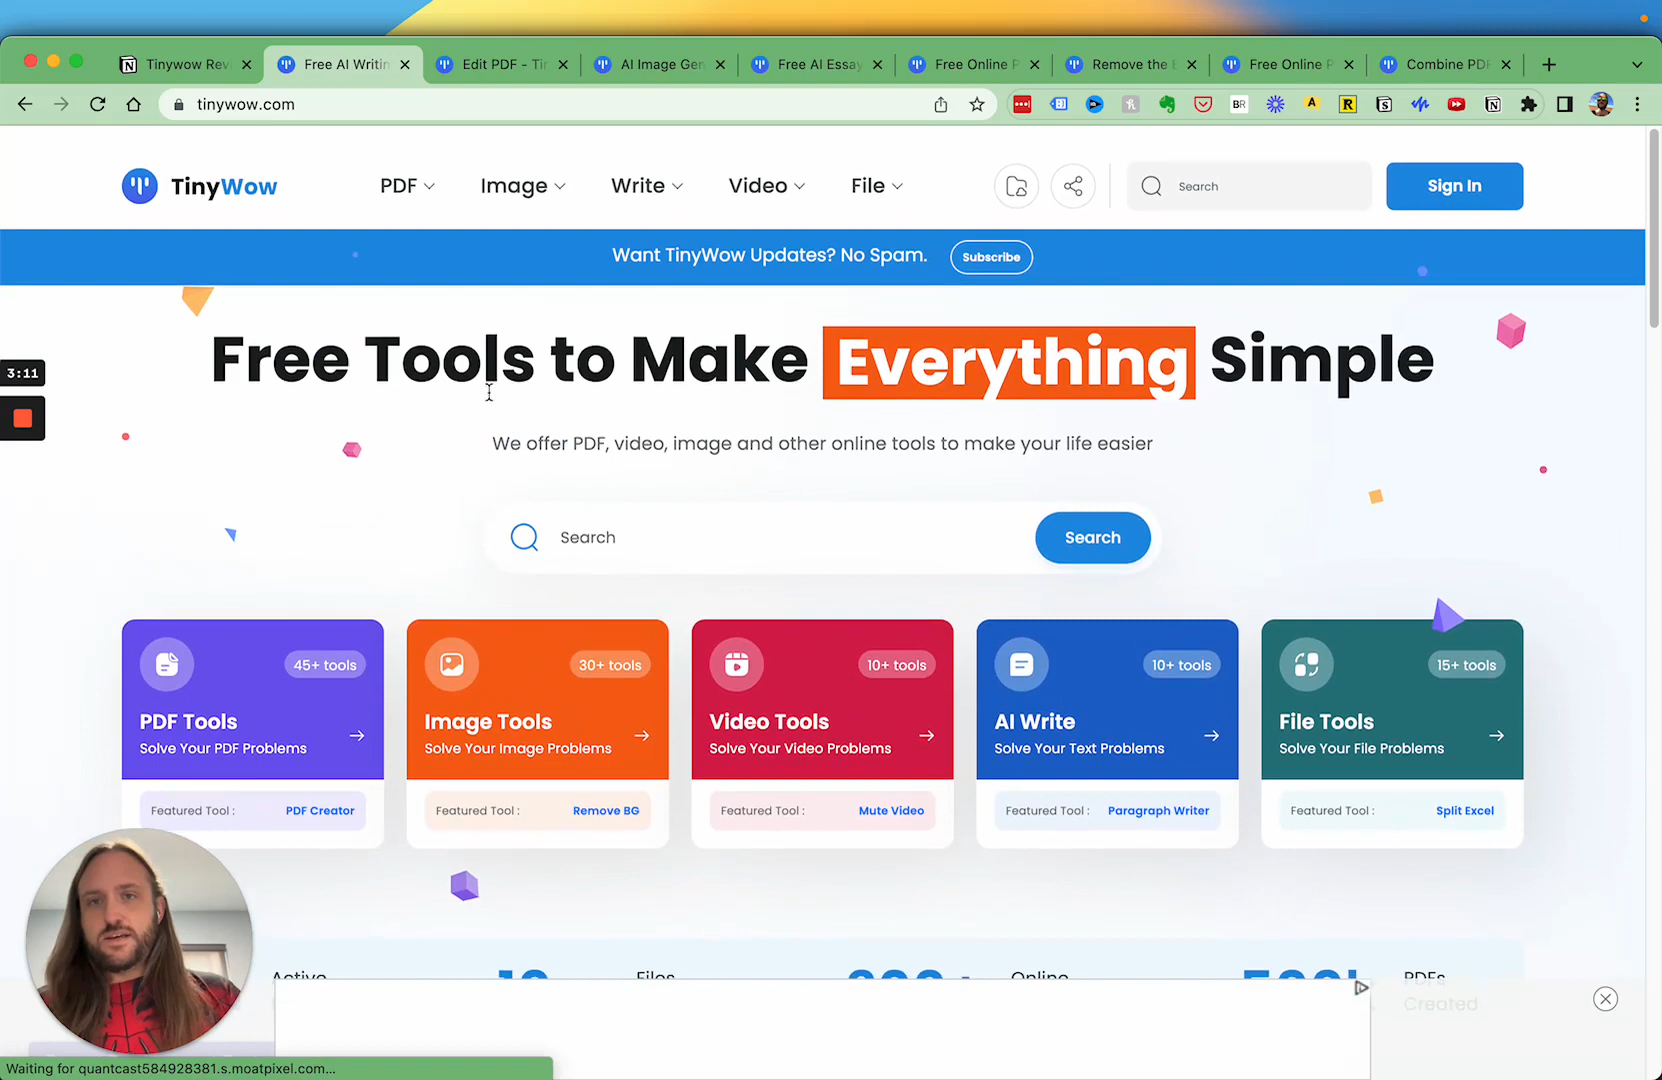 Tinywow Rev
Free AI Writin
Edit PDF - Ti
AI Image Gen
Free AI Essay
Free Online P
Remove the B
Free Online P
Combine PDF
tinywow.com
TinyWow
PDF
Image
Write
Video
File
Search
Sign In
Want TinyWow Updates? No Spam.
Subscribe
Free Tools to Make Everything Simple
3:11
We offer PDF, video, image and other online tools to make your life easier
Search
Search
45+ tools
PDF Tools
Solve Your PDF Problems
Featured Tool :
PDF Creator
30+ tools
Image Tools
Solve Your Image Problems
Featured Tool :
Remove BG
10+ tools
Video Tools
Solve Your Video Problems
Featured Tool :
Mute Video
10+ tools
AI Write
Solve Your Text Problems
Featured Tool :
Paragraph Writer
15+ tools
File Tools
Solve Your File Problems
Featured Tool :
Split Excel
Active
Files
Online
PDFs
Created
Waiting for quantcast584928381.s.moatpixel.com...